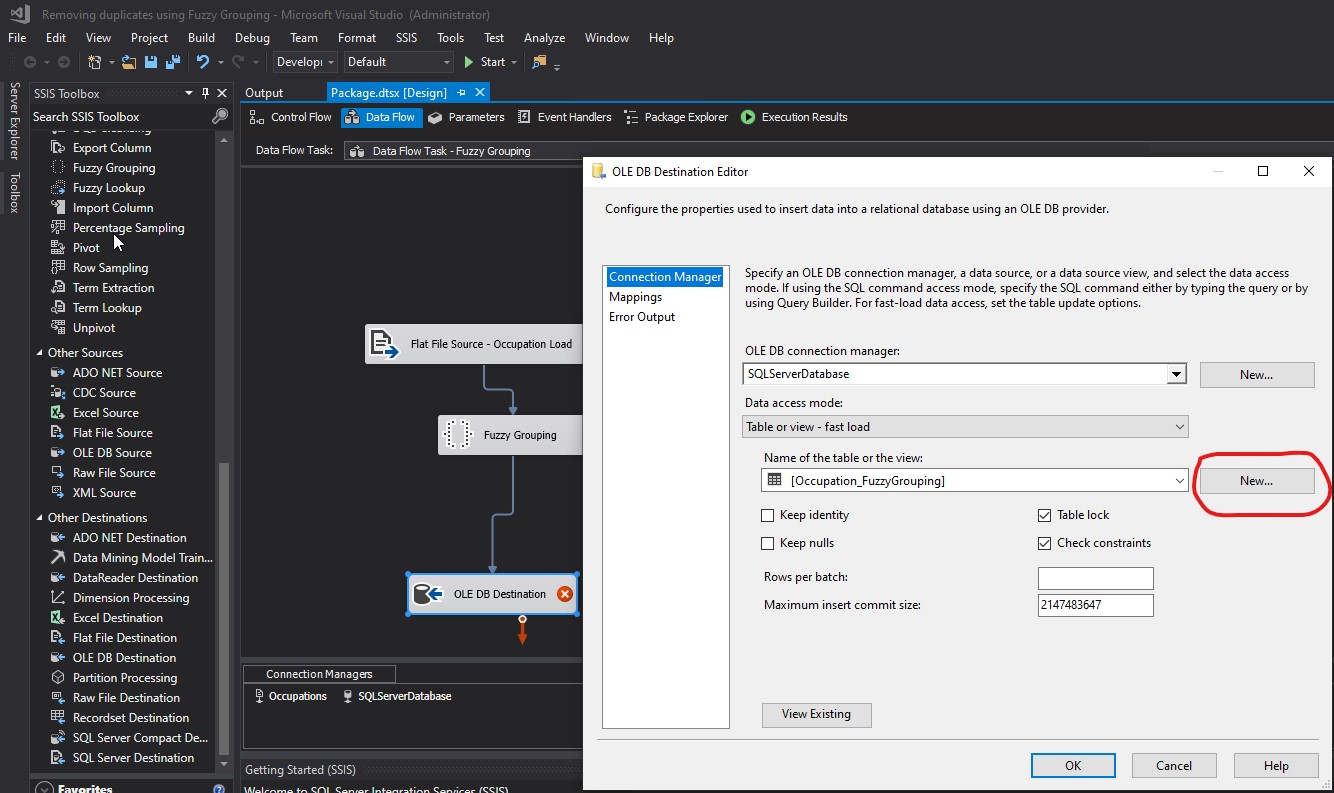 Removing duplicates using Fuzzy Grouping - Microsoft Visual Studio (Administrator)
File Edit View Project Build Debug Team Format SSIS Tools Test Analyze Window Help
Developi Default Start
Server Explorer
Toolbox
SSIS Toolbox
Search SSIS Toolbox
Export Column
Fuzzy Grouping
Fuzzy Lookup
Import Column
Percentage Sampling
Pivot
Row Sampling
Term Extraction
Term Lookup
Unpivot
Other Sources
ADO NET Source
CDC Source
Excel Source
Flat File Source
OLE DB Source
Raw File Source
XML Source
Other Destinations
ADO NET Destination
Data Mining Model Train...
DataReader Destination
Dimension Processing
Excel Destination
Flat File Destination
OLE DB Destination
Partition Processing
Raw File Destination
Recordset Destination
SQL Server Compact De...
SQL Server Destination
Favorites
Output Package.dtsx [Design]
Control Flow Data Flow Parameters Event Handlers Package Explorer Execution Results
Data Flow Task: Data Flow Task - Fuzzy Grouping
Flat File Source - Occupation Load
Fuzzy Grouping
OLE DB Destination
Connection Managers
Occupations SQLServerDatabase
Getting Started (SSIS)
Welcome to SQL Server Integration Services (SSIS)
OLE DB Destination Editor
Configure the properties used to insert data into a relational database using an OLE DB provider.
Connection Manager
Mappings
Error Output
Specify an OLE DB connection manager, a data source, or a data source view, and select the data access
mode. If using the SQL command access mode, specify the SQL command either by typing the query or by
using Query Builder. For fast-load data access, set the table update options.
OLE DB connection manager:
SQLServerDatabase New...
Data access mode:
Table or view - fast load
Name of the table or the view:
[Occupation_FuzzyGrouping] New...
Keep identity Table lock
Keep nulls Check constraints
Rows per batch:
Maximum insert commit size: 2147483647
View Existing
OK Cancel Help